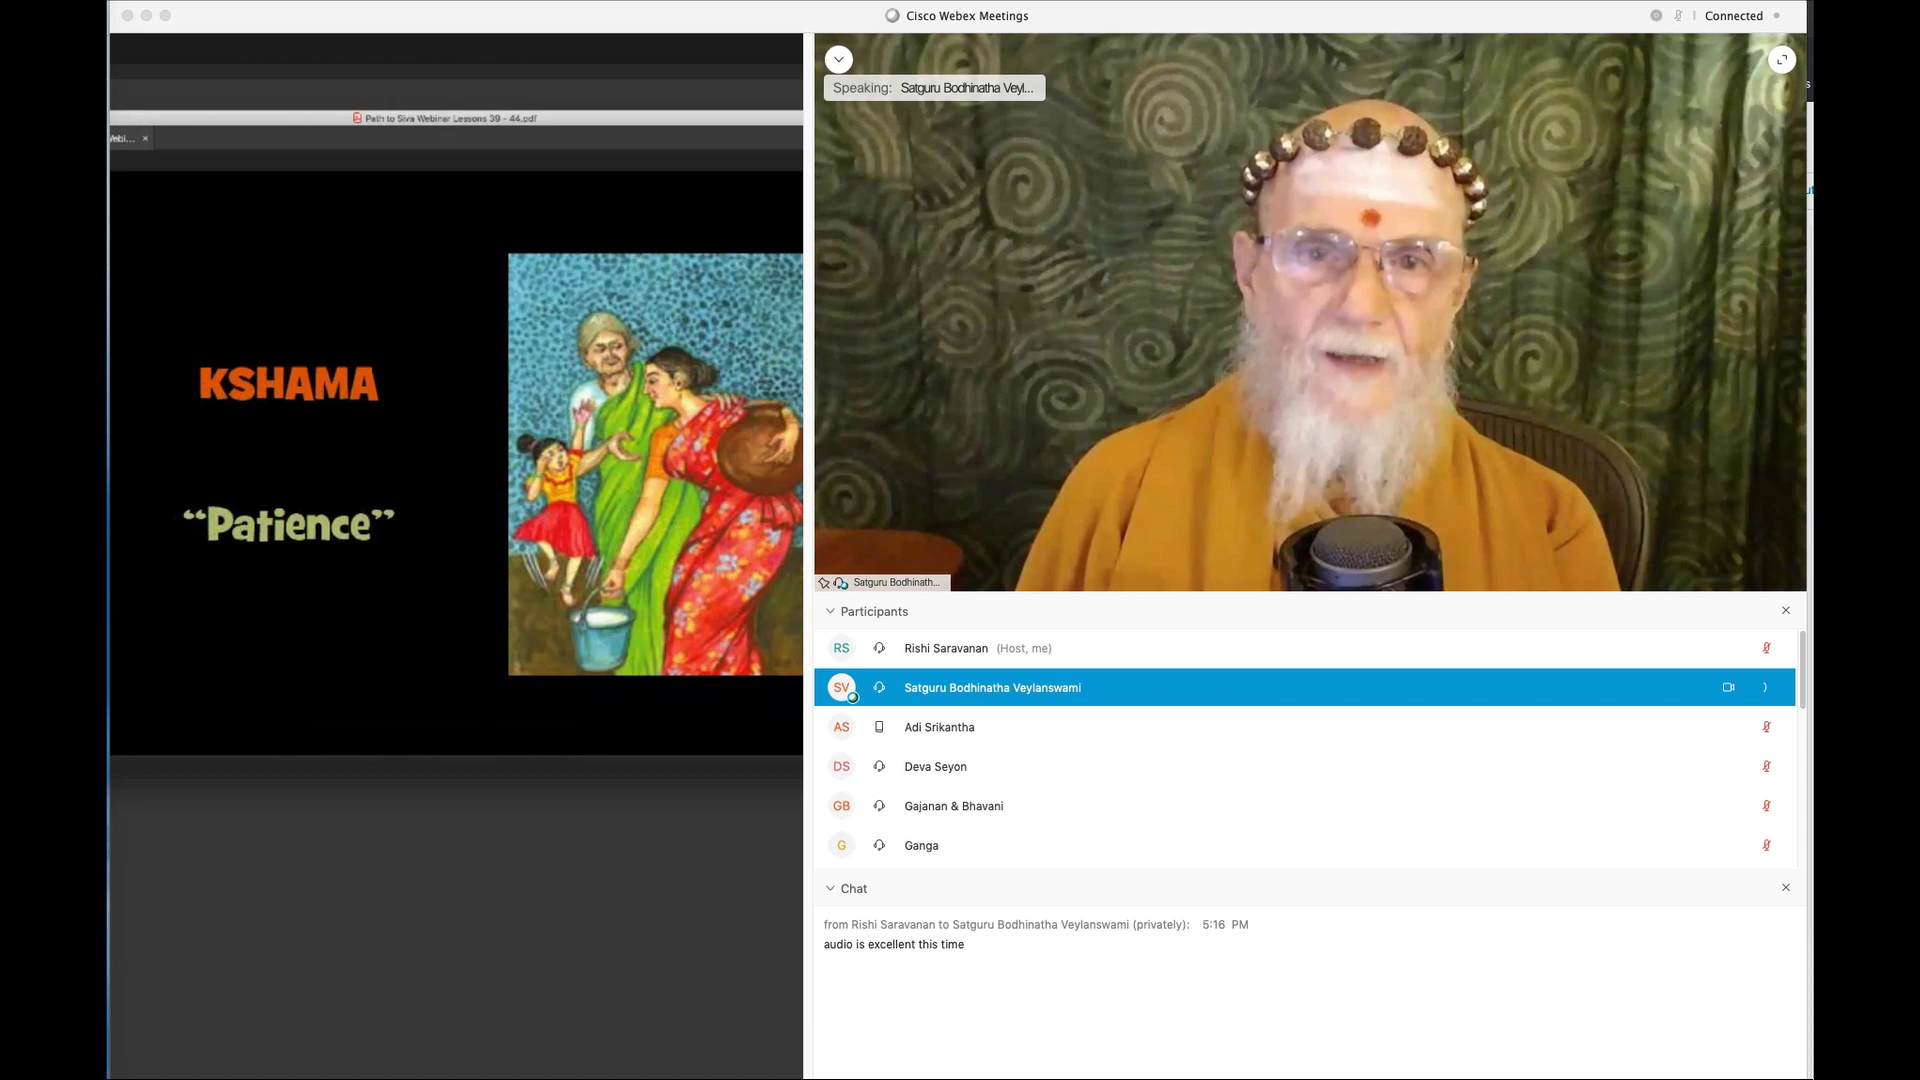 Cisco Webex Meetings
Connected
Path to Siva Webinar Lessons 39 - 44.pdf
KSHAMA
“Patience”
Speaking: Satguru Bodhinatha Veyl...
Satguru Bodhinath...
Participants
RS Rishi Saravanan (Host, me)
SV Satguru Bodhinatha Veylanswami
AS Adi Srikantha
DS Deva Seyon
GB Gajanan & Bhavani
G Ganga
Chat
from Rishi Saravanan to Satguru Bodhinatha Veylanswami (privately): 5:16 PM
audio is excellent this time